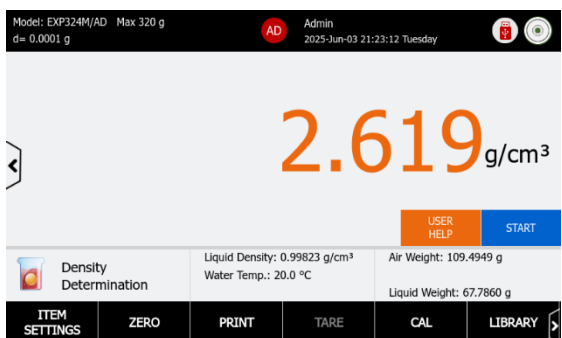 Model: EXP324M/AD Max 320 g
d= 0.0001 g
AD
Admin
2025-Jun-03 21:23:12 Tuesday
2.619 g/cm³
USER
HELP
START
Density
Determination
Liquid Density: 0.99823 g/cm³
Water Temp.: 20.0 °C
Air Weight: 109.4949 g
Liquid Weight: 67.7860 g
ITEM
SETTINGS
ZERO
PRINT
TARE
CAL
LIBRARY